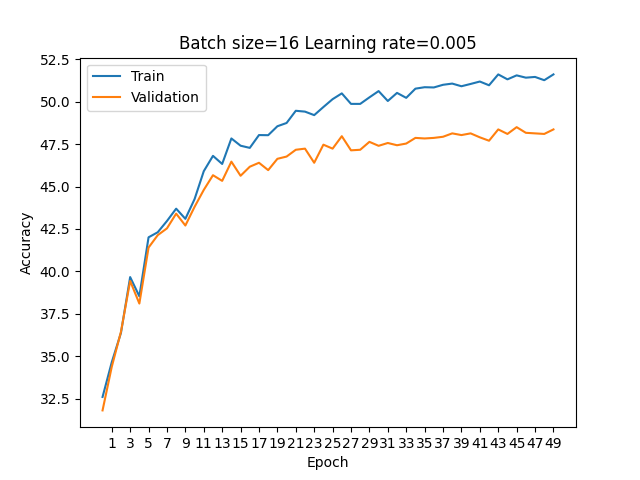 Batch size=16 Learning rate=0.005
Train
Validation
52.5
50.0
47.5
45.0
42.5
40.0
37.5
35.0
32.5
Accuracy
1 3 5 7 9 11 13 15 17 19 21 23 25 27 29 31 33 35 37 39 41 43 45 47 49
Epoch